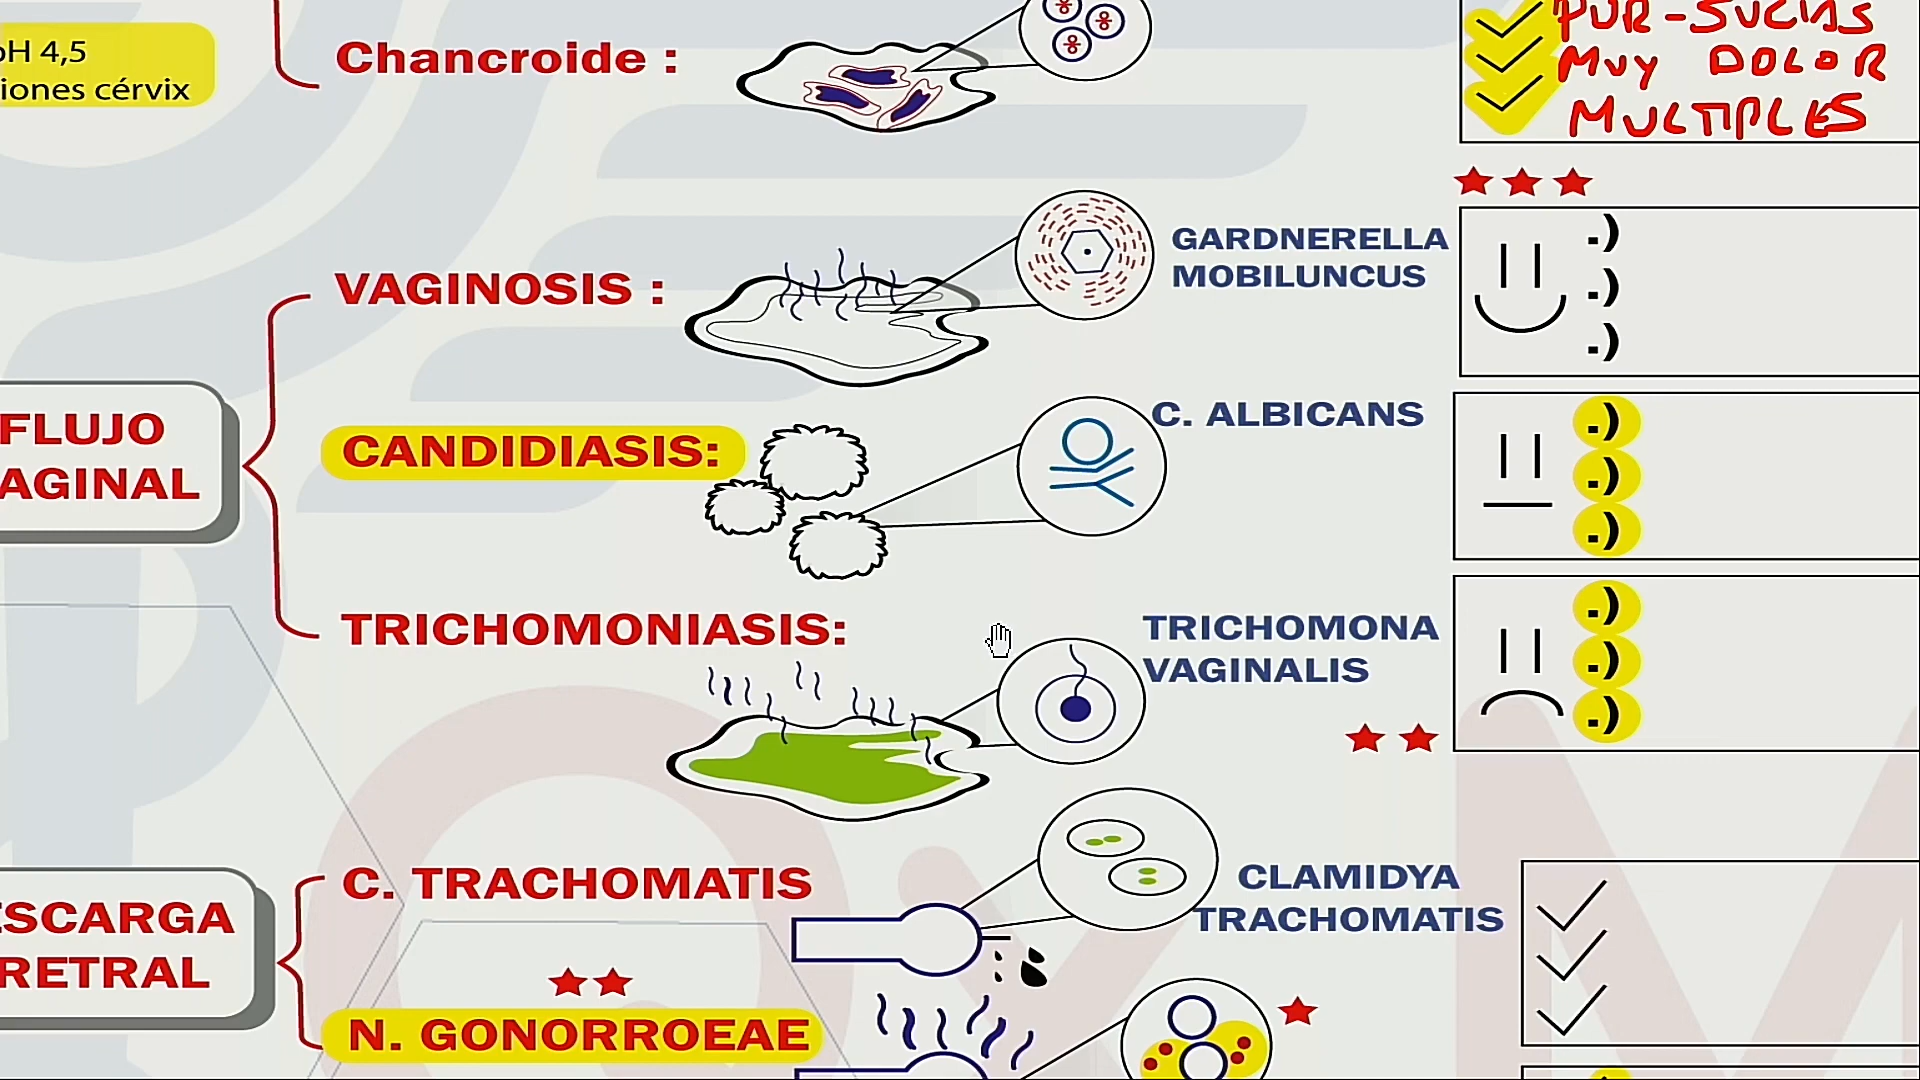 pH 4,5
iones cérvix
Chancroide :
PUR-SUCIAS
MUY DOLOR
MULTIPLES
VAGINOSIS :
GARDNERELLA
MOBILUNCUS
.)
.)
.)
FLUJO
AGINAL
CANDIDIASIS:
C. ALBICANS
.)
.)
.)
TRICHOMONIASIS:
TRICHOMONA
VAGINALIS
.)
.)
.)
ESCARGA
RETRAL
C. TRACHOMATIS
CLAMIDYA
TRACHOMATIS
N. GONORROEAE